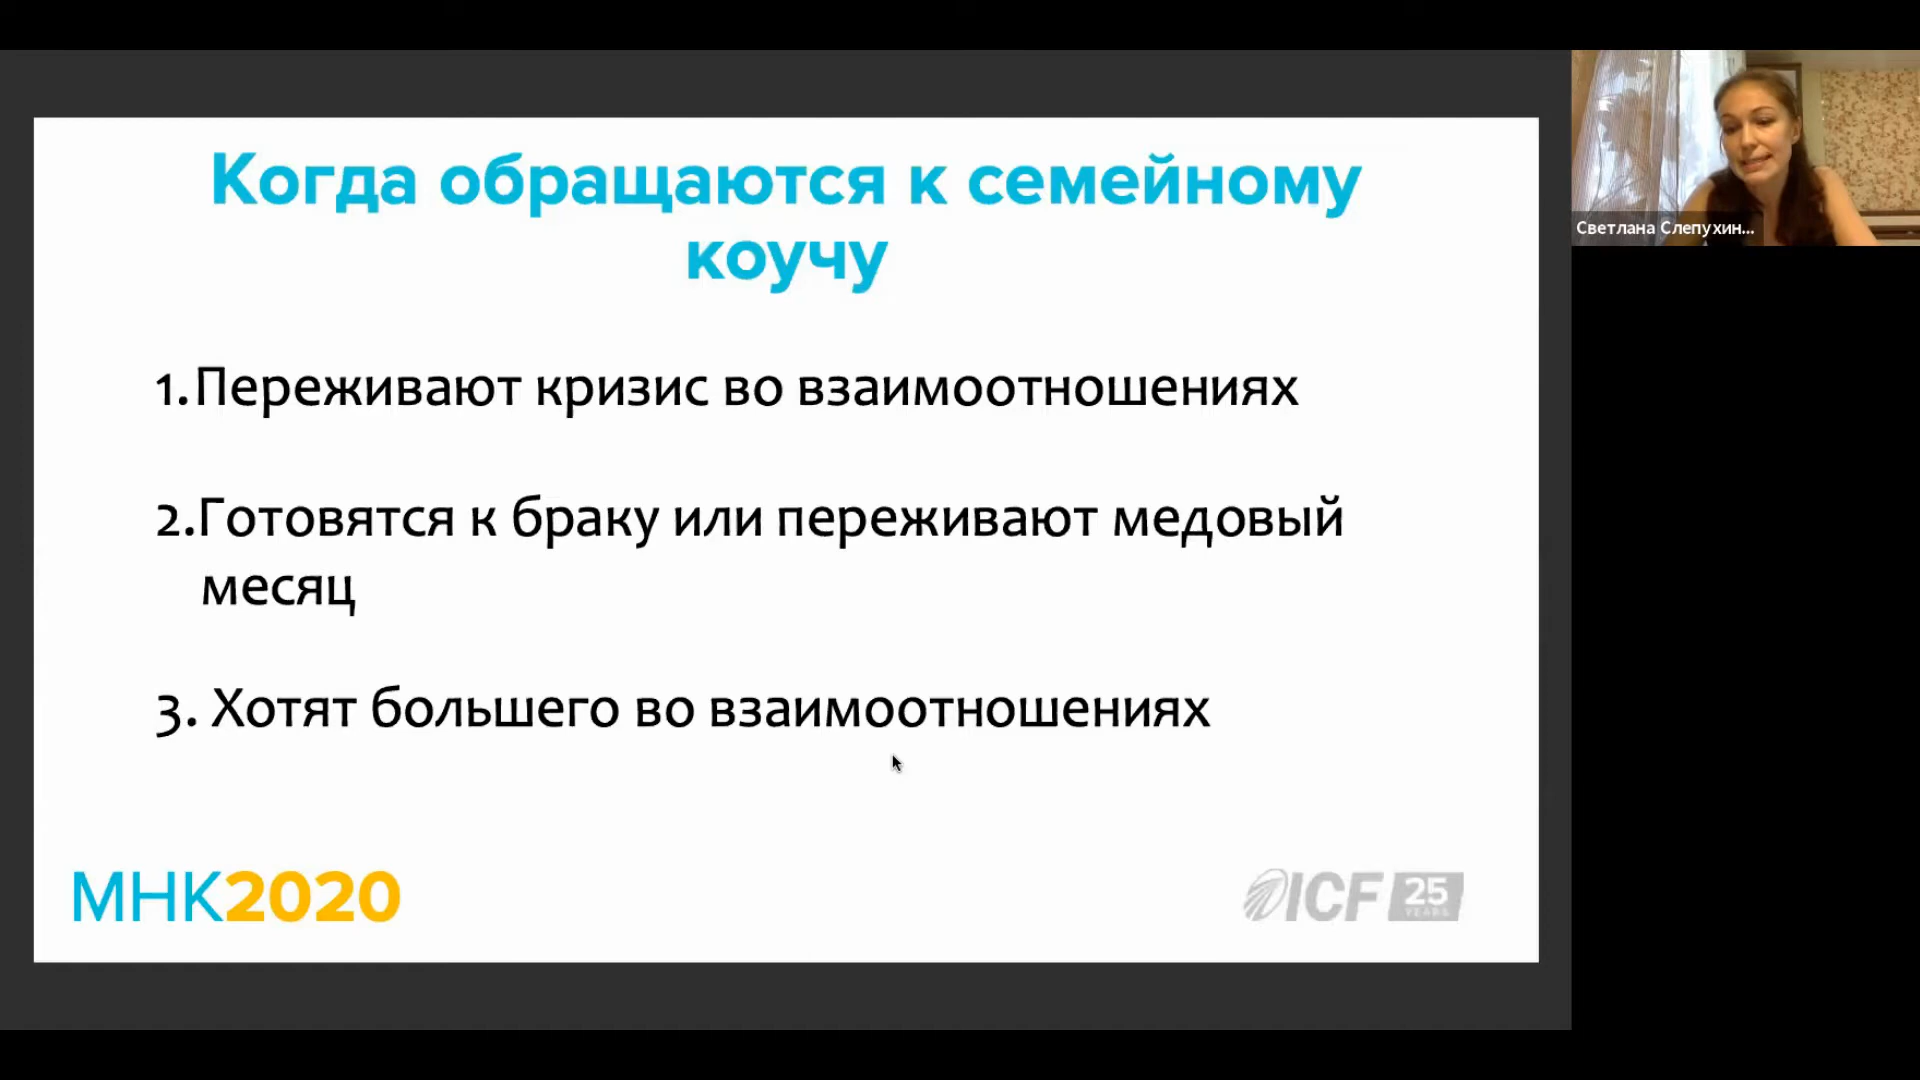 Когда обращаются к семейному
коучу
1.Переживают кризис во взаимоотношениях
2.Готовятся к браку или переживают медовый
месяц
3. Хотят большего во взаимоотношениях
МНК2020
ICF 25
YEARS
Светлана Слепухин...